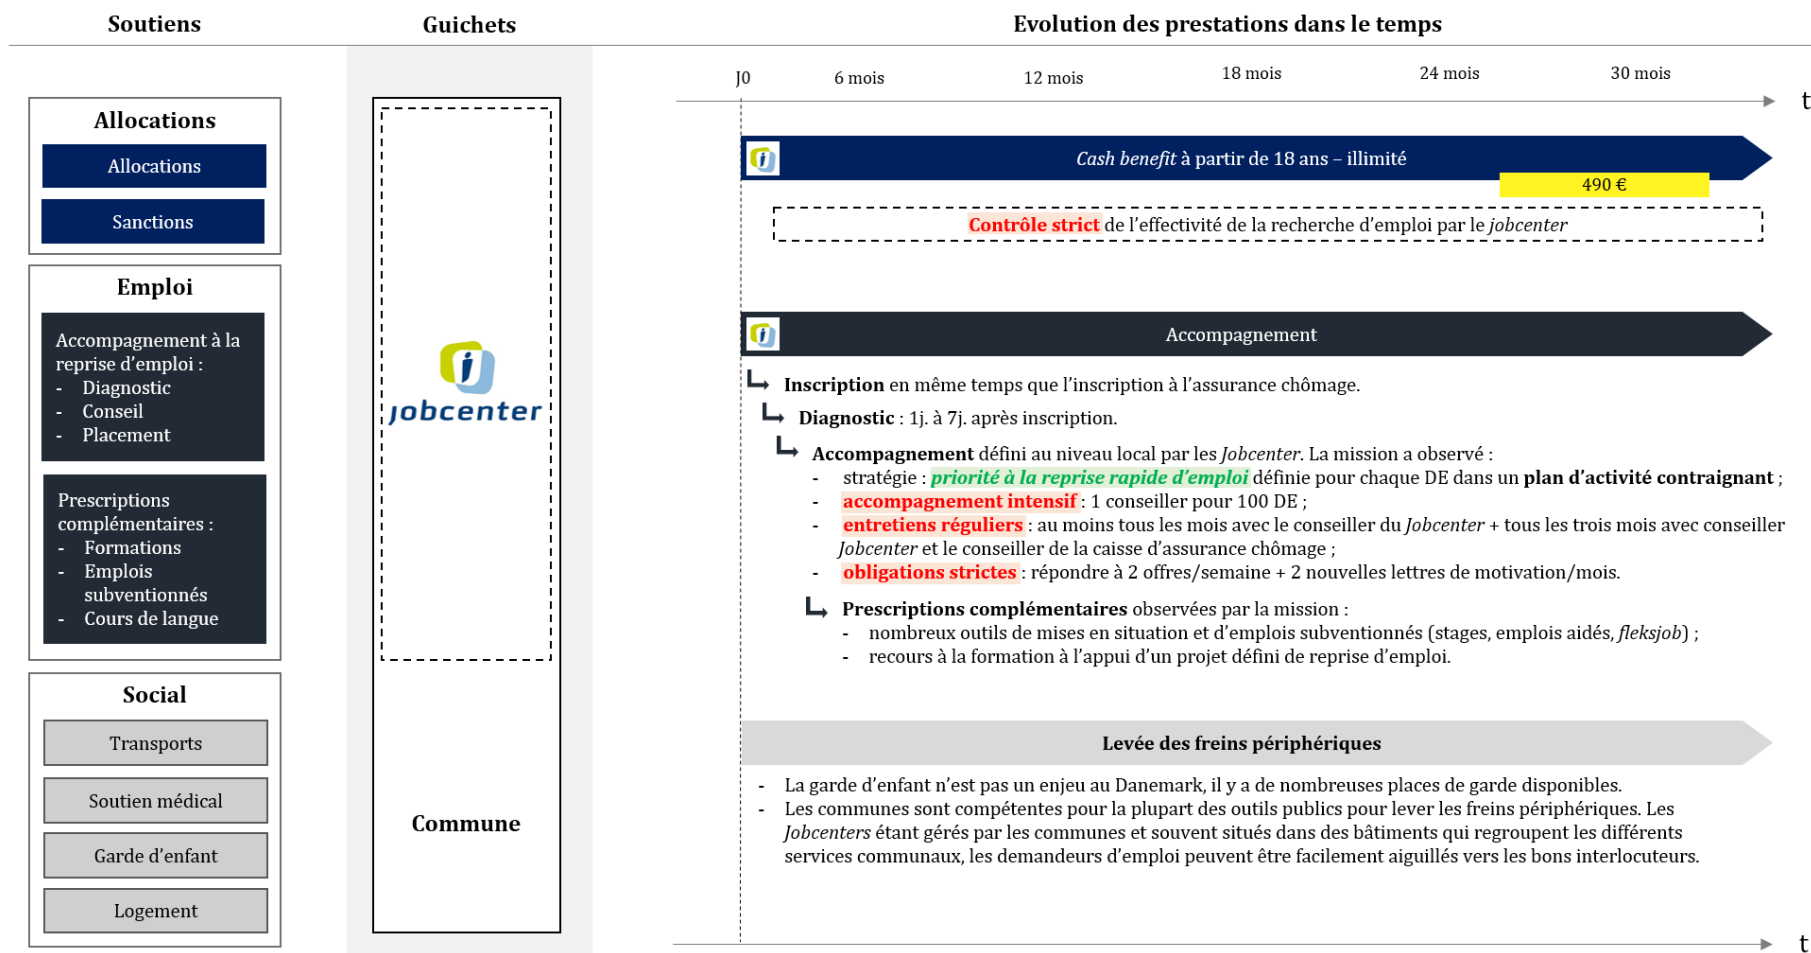 Soutiens
Guichets
Evolution des prestations dans le temps
J0
6 mois
12 mois
18 mois
24 mois
30 mois
t
Allocations
Allocations
Sanctions
Cash benefit à partir de 18 ans – illimité
490 €
Contrôle strict de l'effectivité de la recherche d'emploi par le jobcenter
Emploi
Accompagnement à la
reprise d'emploi :
- Diagnostic
- Conseil
- Placement
Prescriptions
complémentaires :
- Formations
- Emplois
subventionnés
- Cours de langue
jobcenter
Accompagnement
Inscription en même temps que l'inscription à l'assurance chômage.
Diagnostic : 1j. à 7j. après inscription.
Accompagnement défini au niveau local par les Jobcenter. La mission a observé :
- stratégie : priorité à la reprise rapide d'emploi définie pour chaque DE dans un plan d'activité contraignant ;
- accompagnement intensif : 1 conseiller pour 100 DE ;
- entretiens réguliers : au moins tous les mois avec le conseiller du Jobcenter + tous les trois mois avec conseiller
Jobcenter et le conseiller de la caisse d'assurance chômage ;
- obligations strictes : répondre à 2 offres/semaine + 2 nouvelles lettres de motivation/mois.
Prescriptions complémentaires observées par la mission :
- nombreux outils de mises en situation et d'emplois subventionnés (stages, emplois aidés, fleksjob) ;
- recours à la formation à l'appui d'un projet défini de reprise d'emploi.
Social
Transports
Soutien médical
Garde d'enfant
Logement
Commune
Levée des freins périphériques
- La garde d'enfant n'est pas un enjeu au Danemark, il y a de nombreuses places de garde disponibles.
- Les communes sont compétentes pour la plupart des outils publics pour lever les freins périphériques. Les
Jobcenters étant gérés par les communes et souvent situés dans des bâtiments qui regroupent les différents
services communaux, les demandeurs d'emploi peuvent être facilement aiguillés vers les bons interlocuteurs.
t